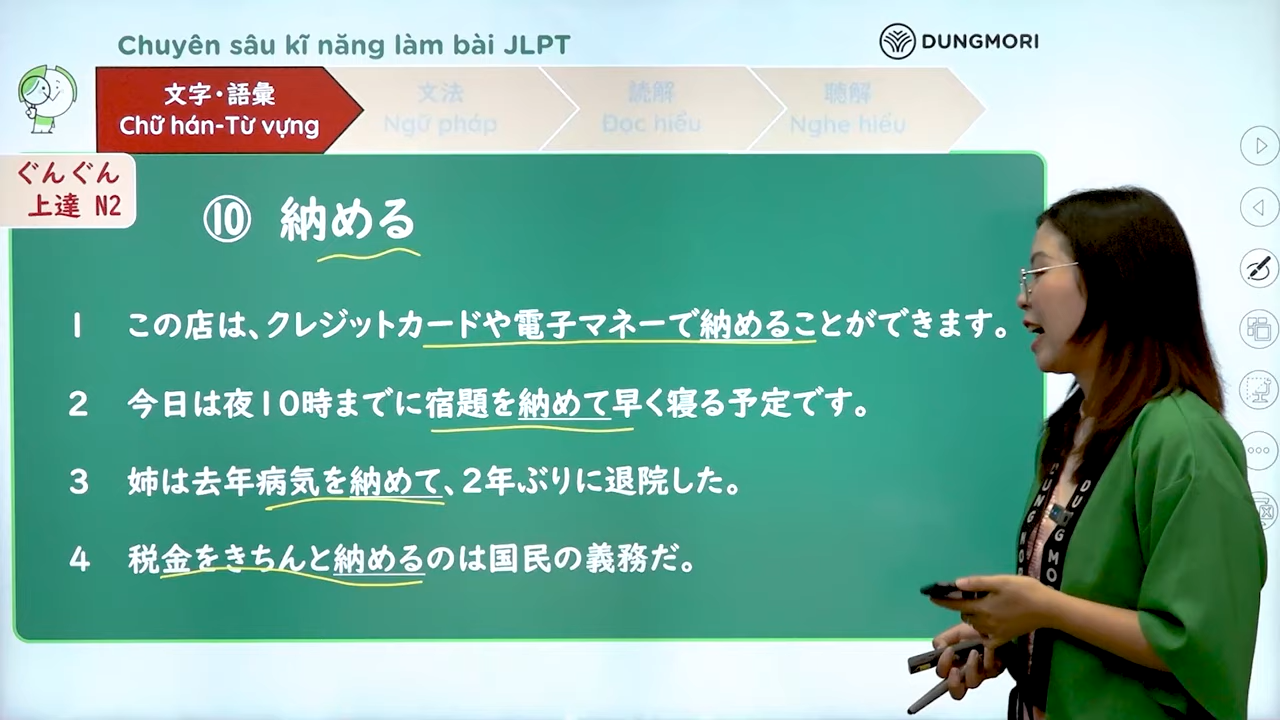 Chuyên sâu kĩ năng làm bài JLPT
DUNGMORI
文字・語彙
Chữ hán-Từ vựng
文法
Ngữ pháp
読解
Đọc hiểu
聴解
Nghe hiểu
ぐんぐん
上達 N2
⑩ 納める
1 この店は、クレジットカードや電子マネーで納めることができます。
2 今日は夜10時までに宿題を納めて早く寝る予定です。
3 姉は去年病気を納めて、2年ぶりに退院した。
4 税金をきちんと納めるのは国民の義務だ。